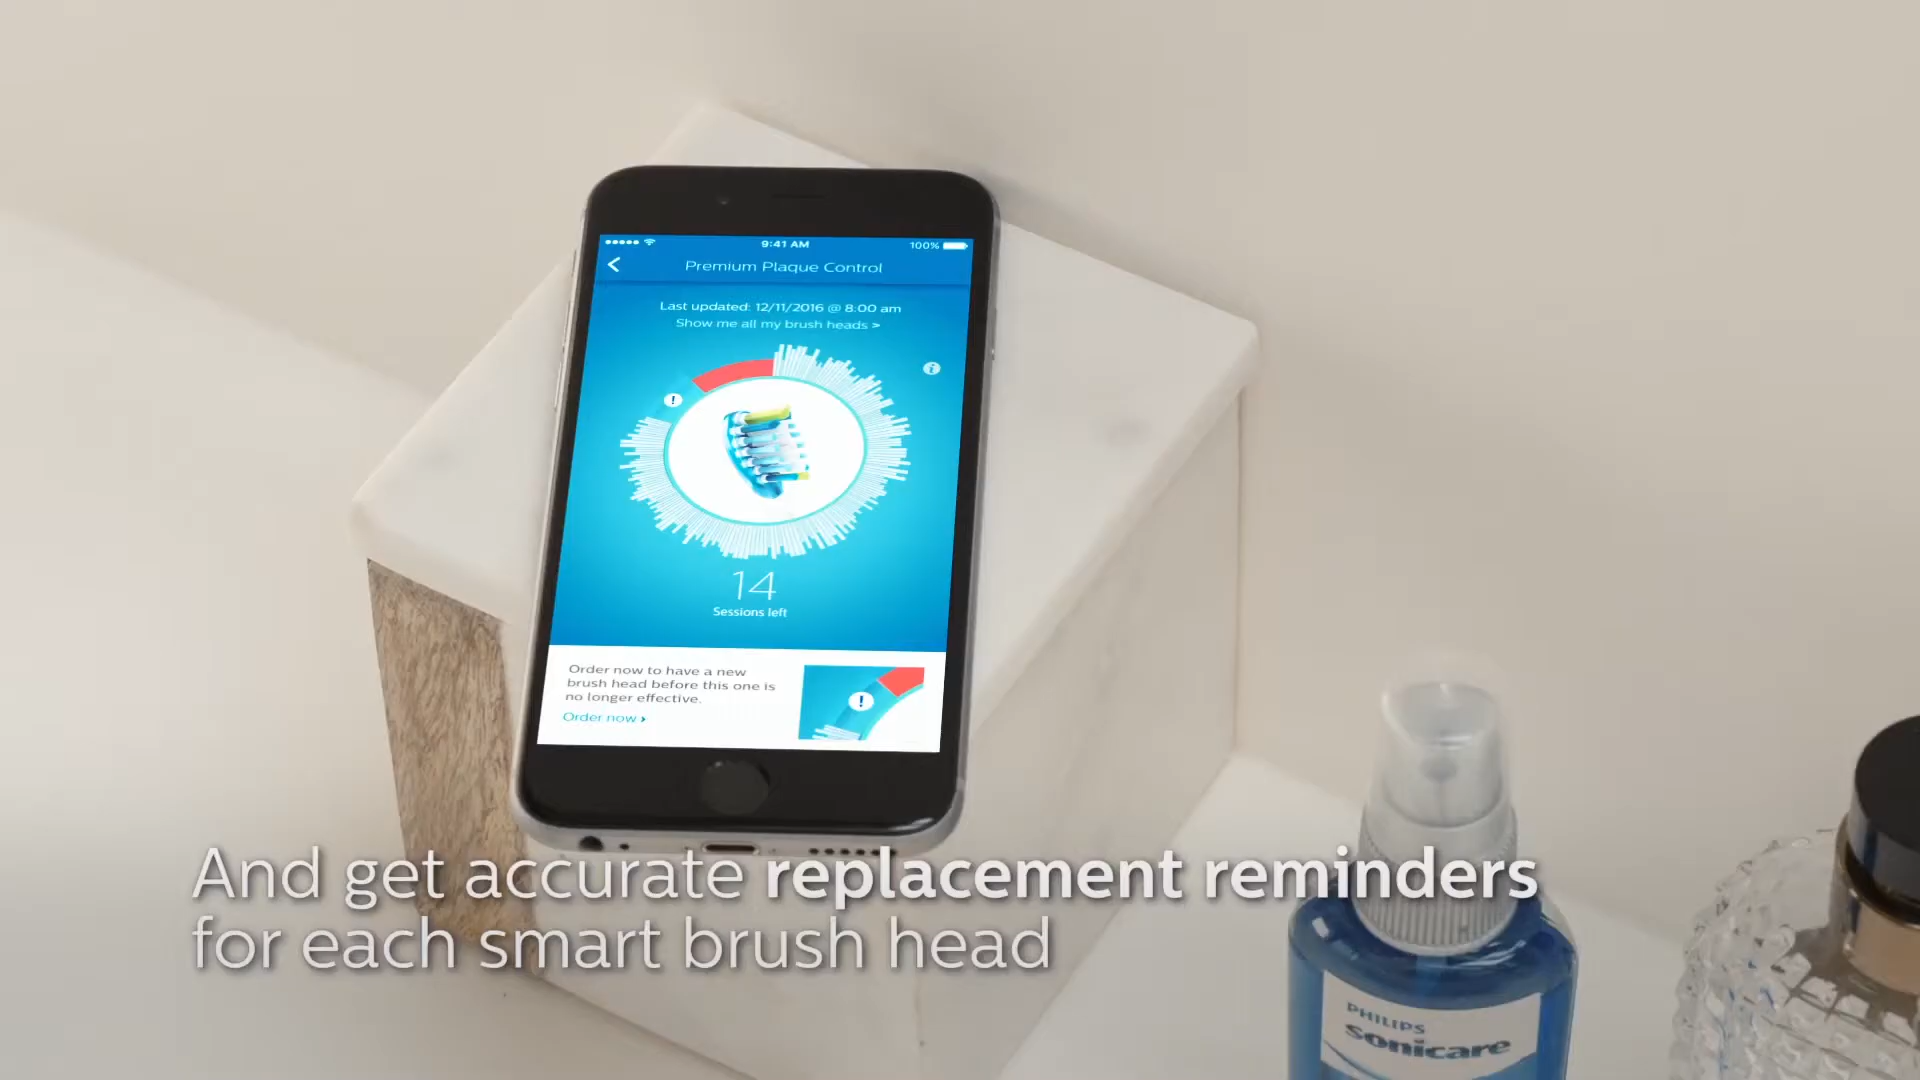 9:41 AM
100%
Premium Plaque Control
Last updated: 12/11/2016 @ 8:00 am
Show me all my brush heads >
14
Sessions left
Order now to have a new
brush head before this one is
no longer effective.
Order now ›
And get accurate replacement reminders
for each smart brush head
PHILIPS
sonicare